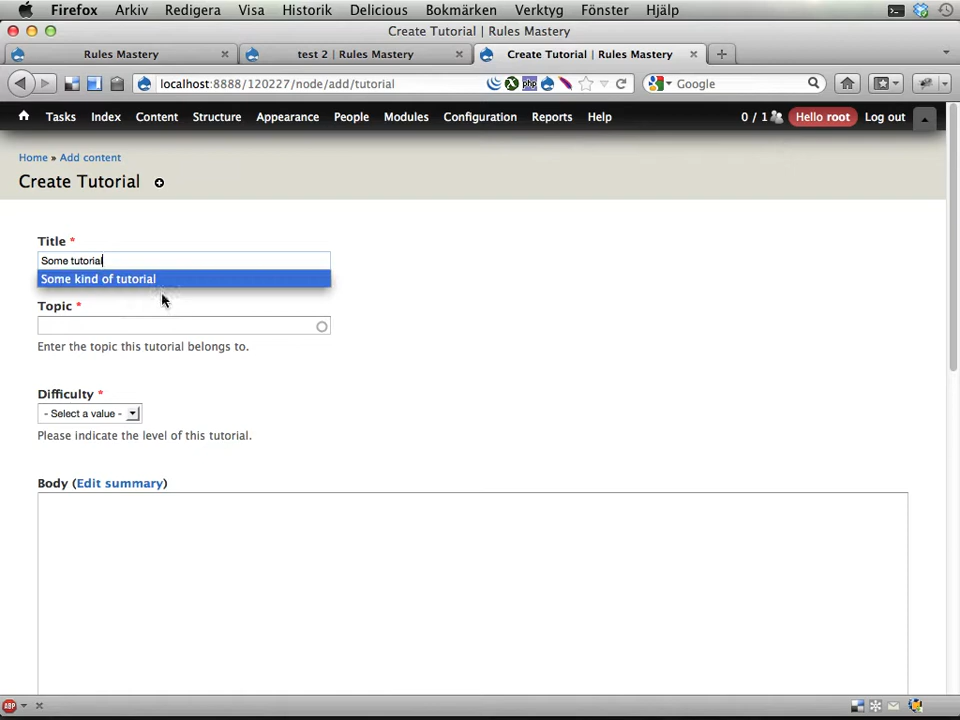 Firefox Arkiv Redigera Visa Historik Delicious Bokmärken Verktyg Fönster Hjälp
Create Tutorial | Rules Mastery
Rules Mastery test 2 | Rules Mastery Create Tutorial | Rules Mastery
localhost:8888/120227/node/add/tutorial php Google
Tasks Index Content Structure Appearance People Modules Configuration Reports Help 0 / 1 Hello root Log out
Home » Add content
Create Tutorial
Title *
Some tutorial
Some kind of tutorial
Topic *
Enter the topic this tutorial belongs to.
Difficulty *
- Select a value -
Please indicate the level of this tutorial.
Body (Edit summary)
ABP